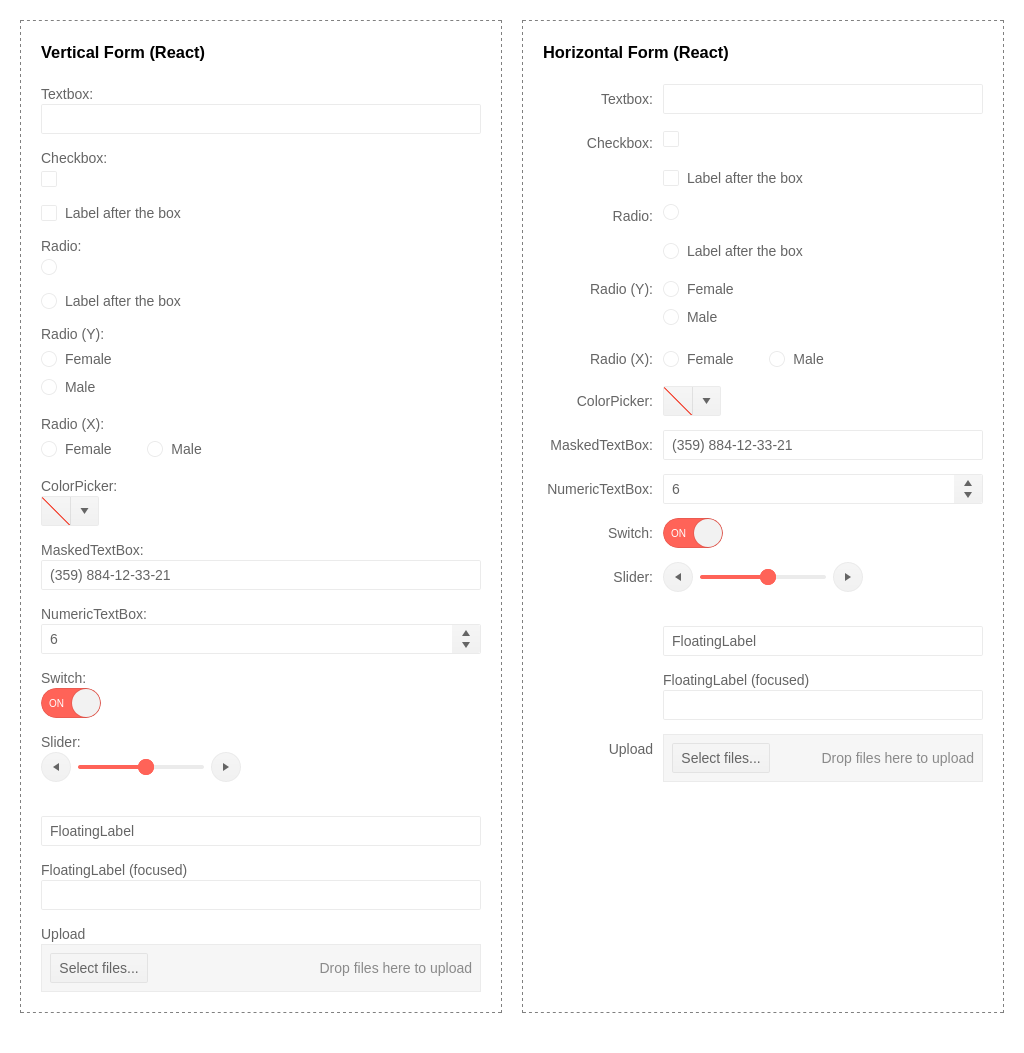 Vertical Form (React)
Textbox:
Checkbox:
Label after the box
Radio:
Label after the box
Radio (Y):
Female
Male
Radio (X):
Female Male
ColorPicker:
MaskedTextBox:
(359) 884-12-33-21
NumericTextBox:
6
Switch:
ON
Slider:
FloatingLabel
FloatingLabel (focused)
Upload
Select files... Drop files here to upload
Horizontal Form (React)
Textbox:
Checkbox:
Label after the box
Radio:
Label after the box
Radio (Y): Female
Male
Radio (X): Female Male
ColorPicker:
MaskedTextBox: (359) 884-12-33-21
NumericTextBox: 6
Switch: ON
Slider:
FloatingLabel
FloatingLabel (focused)
Upload Select files... Drop files here to upload